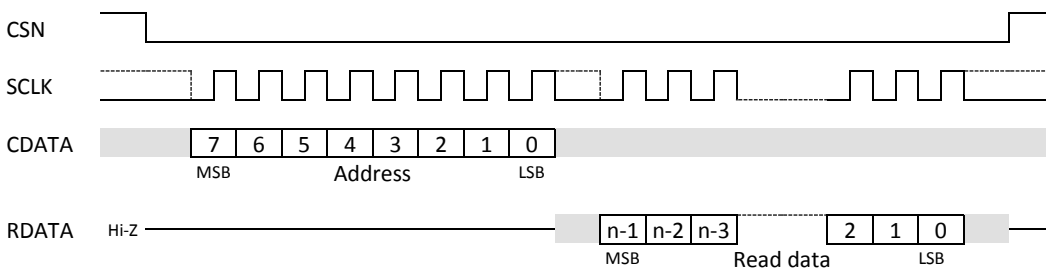 CSN
SCLK
CDATA 7 6 5 4 3 2 1 0
MSB Address LSB
RDATA Hi-Z n-1 n-2 n-3 2 1 0
MSB Read data LSB